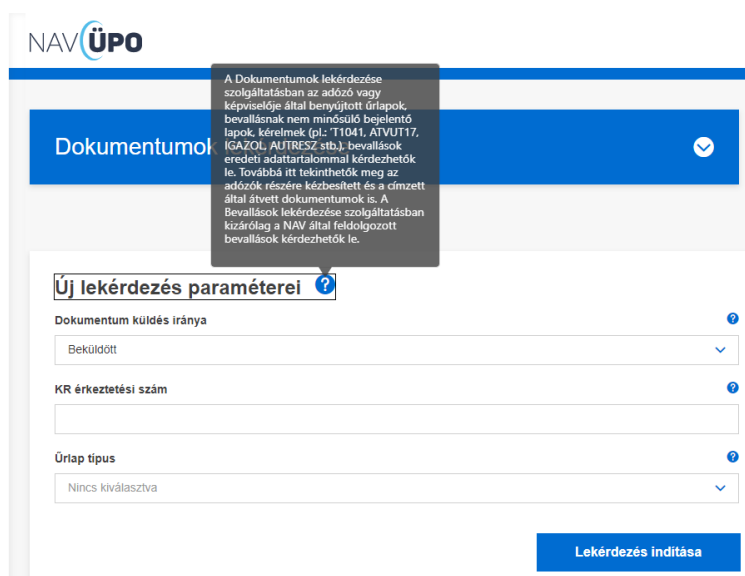 NAV ÜPO
A Dokumentumok lekérdezése
szolgáltatásban az adózó vagy
képviselője által benyújtott űrlapok,
bevallásnak nem minősülő bejelentő
lapok, kérelmek (pl.: 'T1041, ATVUT17,
IGAZOL, AUTRESZ stb.), bevallások
eredeti adattartalommal kérdezhetők
le. Továbbá itt tekinthetők meg az
adózók részére kézbesített és a címzett
által átvett dokumentumok is. A
Bevallások lekérdezése szolgáltatásban
kizárólag a NAV által feldolgozott
bevallások kérdezhetők le.
Dokumentumok lekérdezése
Új lekérdezés paraméterei ?
Dokumentum küldés iránya ?
Beküldött
KR érkeztetési szám ?
Űrlap típus ?
Nincs kiválasztva
Lekérdezés indítása